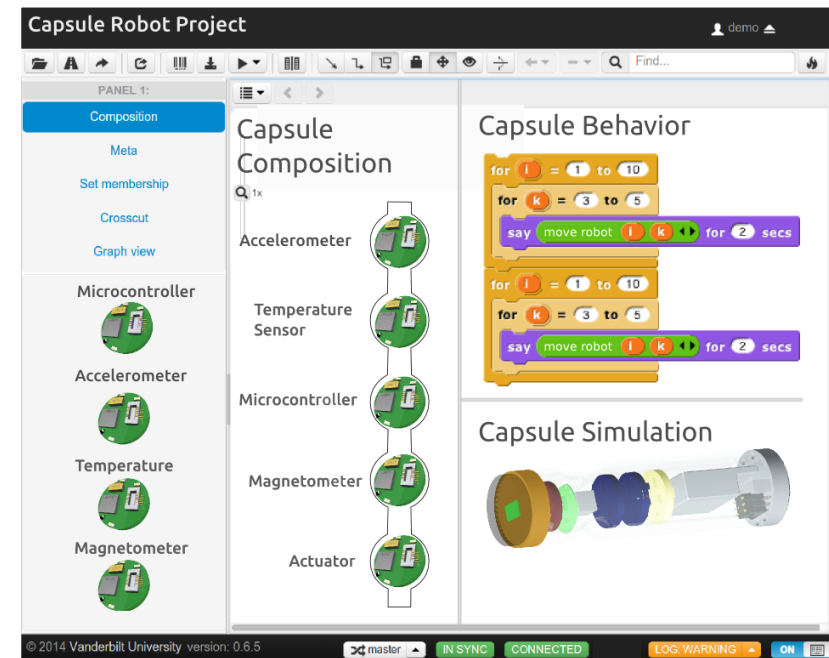 Capsule Robot Project
demo
Find...
PANEL 1:
Composition
Meta
Set membership
Crosscut
Graph view
Microcontroller
Accelerometer
Temperature
Magnetometer
Capsule
Composition
1x
Accelerometer
Temperature
Sensor
Microcontroller
Magnetometer
Actuator
Capsule Behavior
for i = 1 to 10
for k = 3 to 5
say move robot i k for 2 secs
for i = 1 to 10
for k = 3 to 5
say move robot i k for 2 secs
Capsule Simulation
© 2014 Vanderbilt University version: 0.6.5
master
IN SYNC
CONNECTED
LOG: WARNING
ON